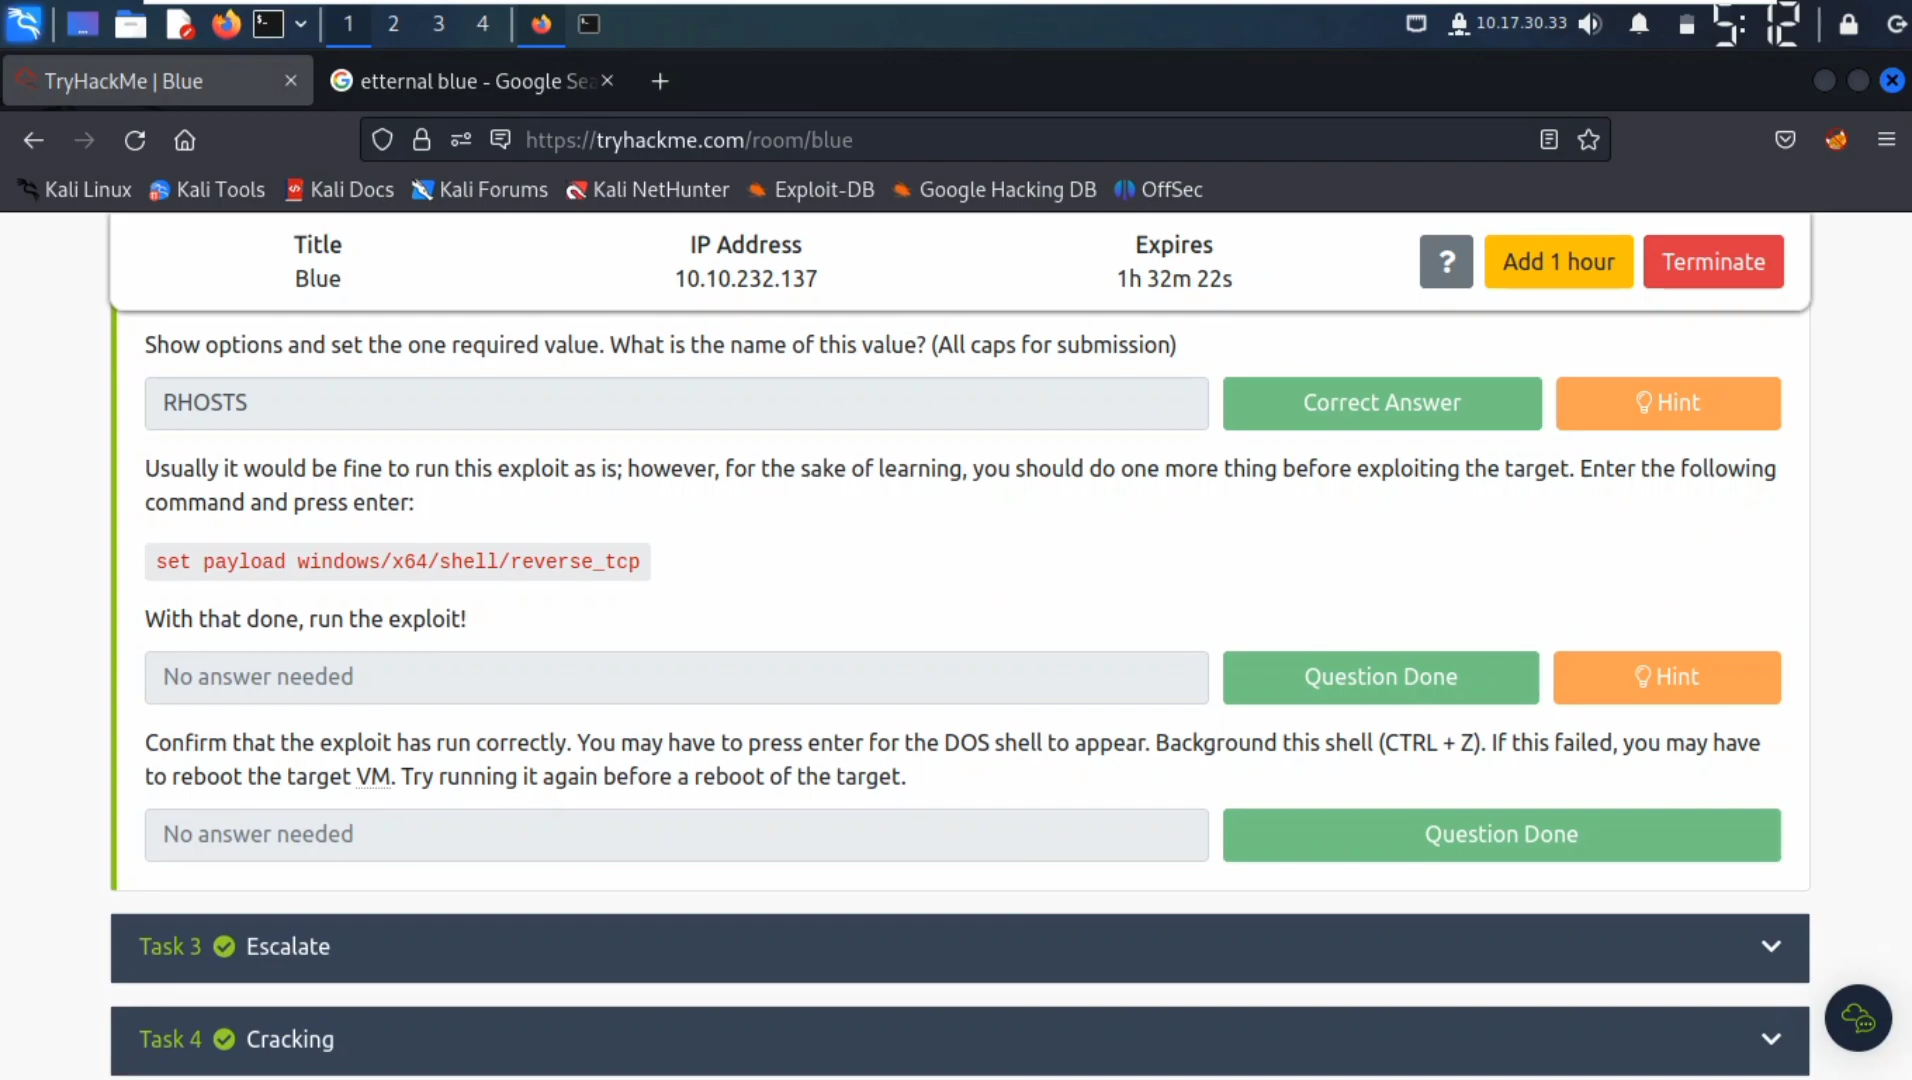 1 2 3 4 10.17.30.33 5: 12
TryHackMe | Blue
etternal blue - Google Sea
https://tryhackme.com/room/blue
Kali Linux Kali Tools Kali Docs Kali Forums Kali NetHunter Exploit-DB Google Hacking DB OffSec
Title IP Address Expires
Blue 10.10.232.137 1h 32m 22s
? Add 1 hour Terminate
Show options and set the one required value. What is the name of this value? (All caps for submission)
RHOSTS Correct Answer Hint
Usually it would be fine to run this exploit as is; however, for the sake of learning, you should do one more thing before exploiting the target. Enter the following
command and press enter:
set payload windows/x64/shell/reverse_tcp
With that done, run the exploit!
No answer needed Question Done Hint
Confirm that the exploit has run correctly. You may have to press enter for the DOS shell to appear. Background this shell (CTRL + Z). If this failed, you may have
to reboot the target VM. Try running it again before a reboot of the target.
No answer needed Question Done
Task 3 Escalate
Task 4 Cracking